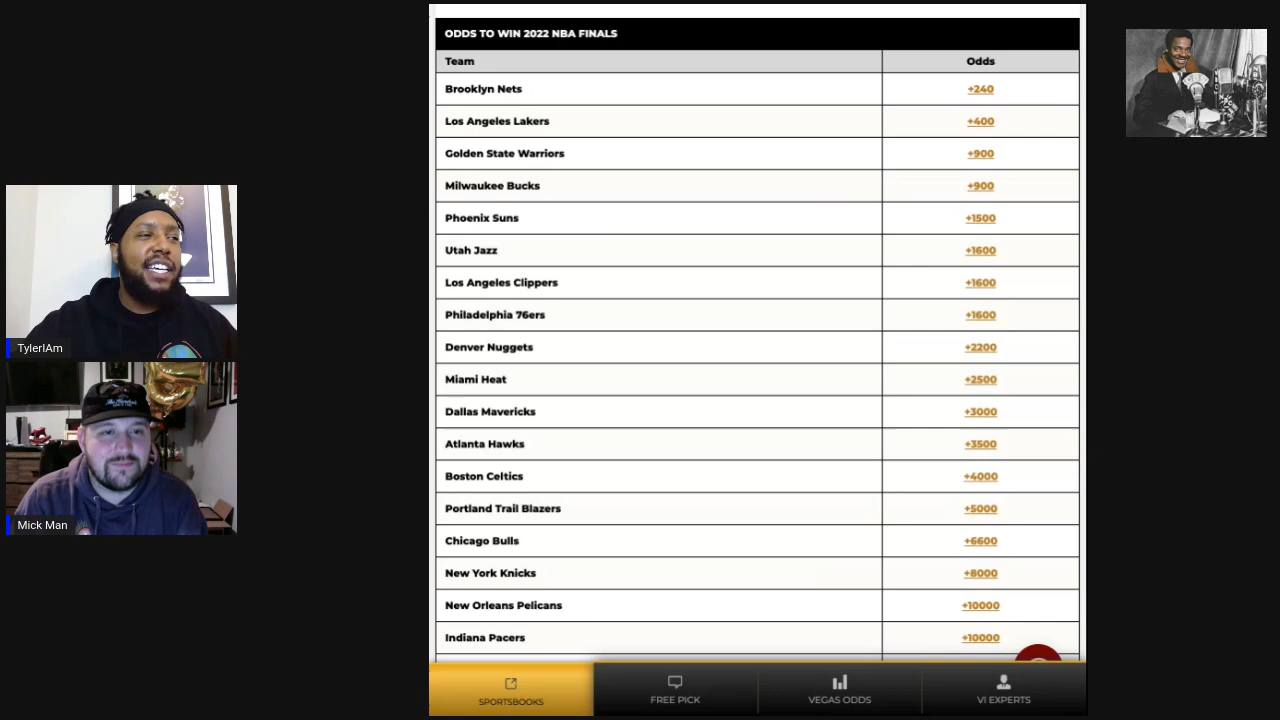 ODDS TO WIN 2022 NBA FINALS
Team Odds
Brooklyn Nets +240
Los Angeles Lakers +400
Golden State Warriors +900
Milwaukee Bucks +900
Phoenix Suns +1500
Utah Jazz +1600
Los Angeles Clippers +1600
Philadelphia 76ers +1600
Denver Nuggets +2200
Miami Heat +2500
Dallas Mavericks +3000
Atlanta Hawks +3500
Boston Celtics +4000
Portland Trail Blazers +5000
Chicago Bulls +6600
New York Knicks +8000
New Orleans Pelicans +10000
Indiana Pacers +10000
SPORTSBOOKS FREE PICK VEGAS ODDS VI EXPERTS
TylerIAm
Mick Man